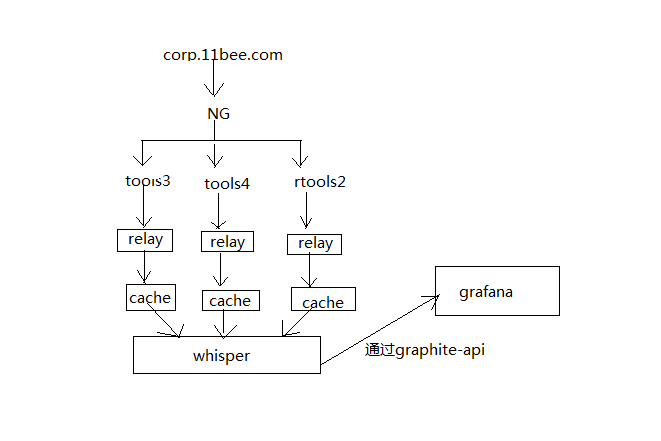 corp.11bee.com
NG
tools3
tools4
rtools2
relay
relay
relay
cache
cache
cache
grafana
whisper
通过graphite-api